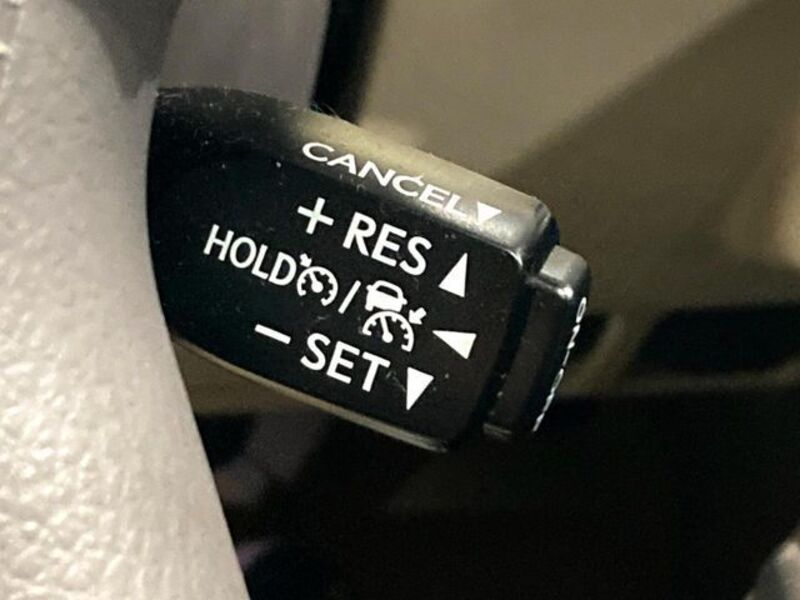 CANCEL▼
+ RES ▲
HOLD / ◀
− SET ▼